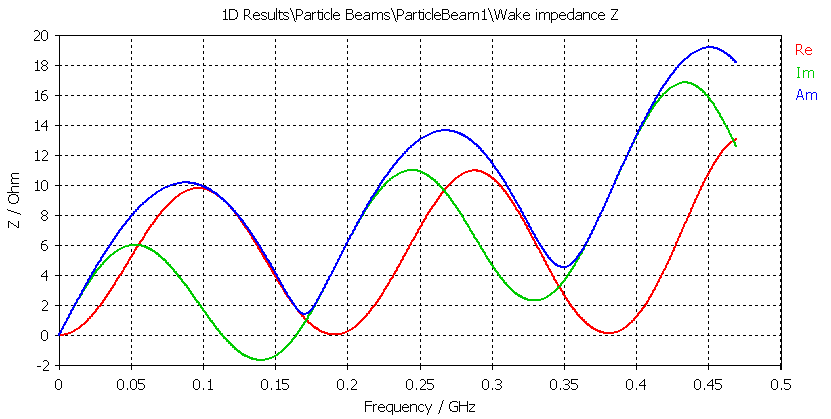 1D Results\Particle Beams\ParticleBeam1\Wake impedance Z
20
18
16
14
12
10
8
6
4
2
0
-2
Z / Ohm
0 0.05 0.1 0.15 0.2 0.25 0.3 0.35 0.4 0.45 0.5
Frequency / GHz
Re
Im
Am